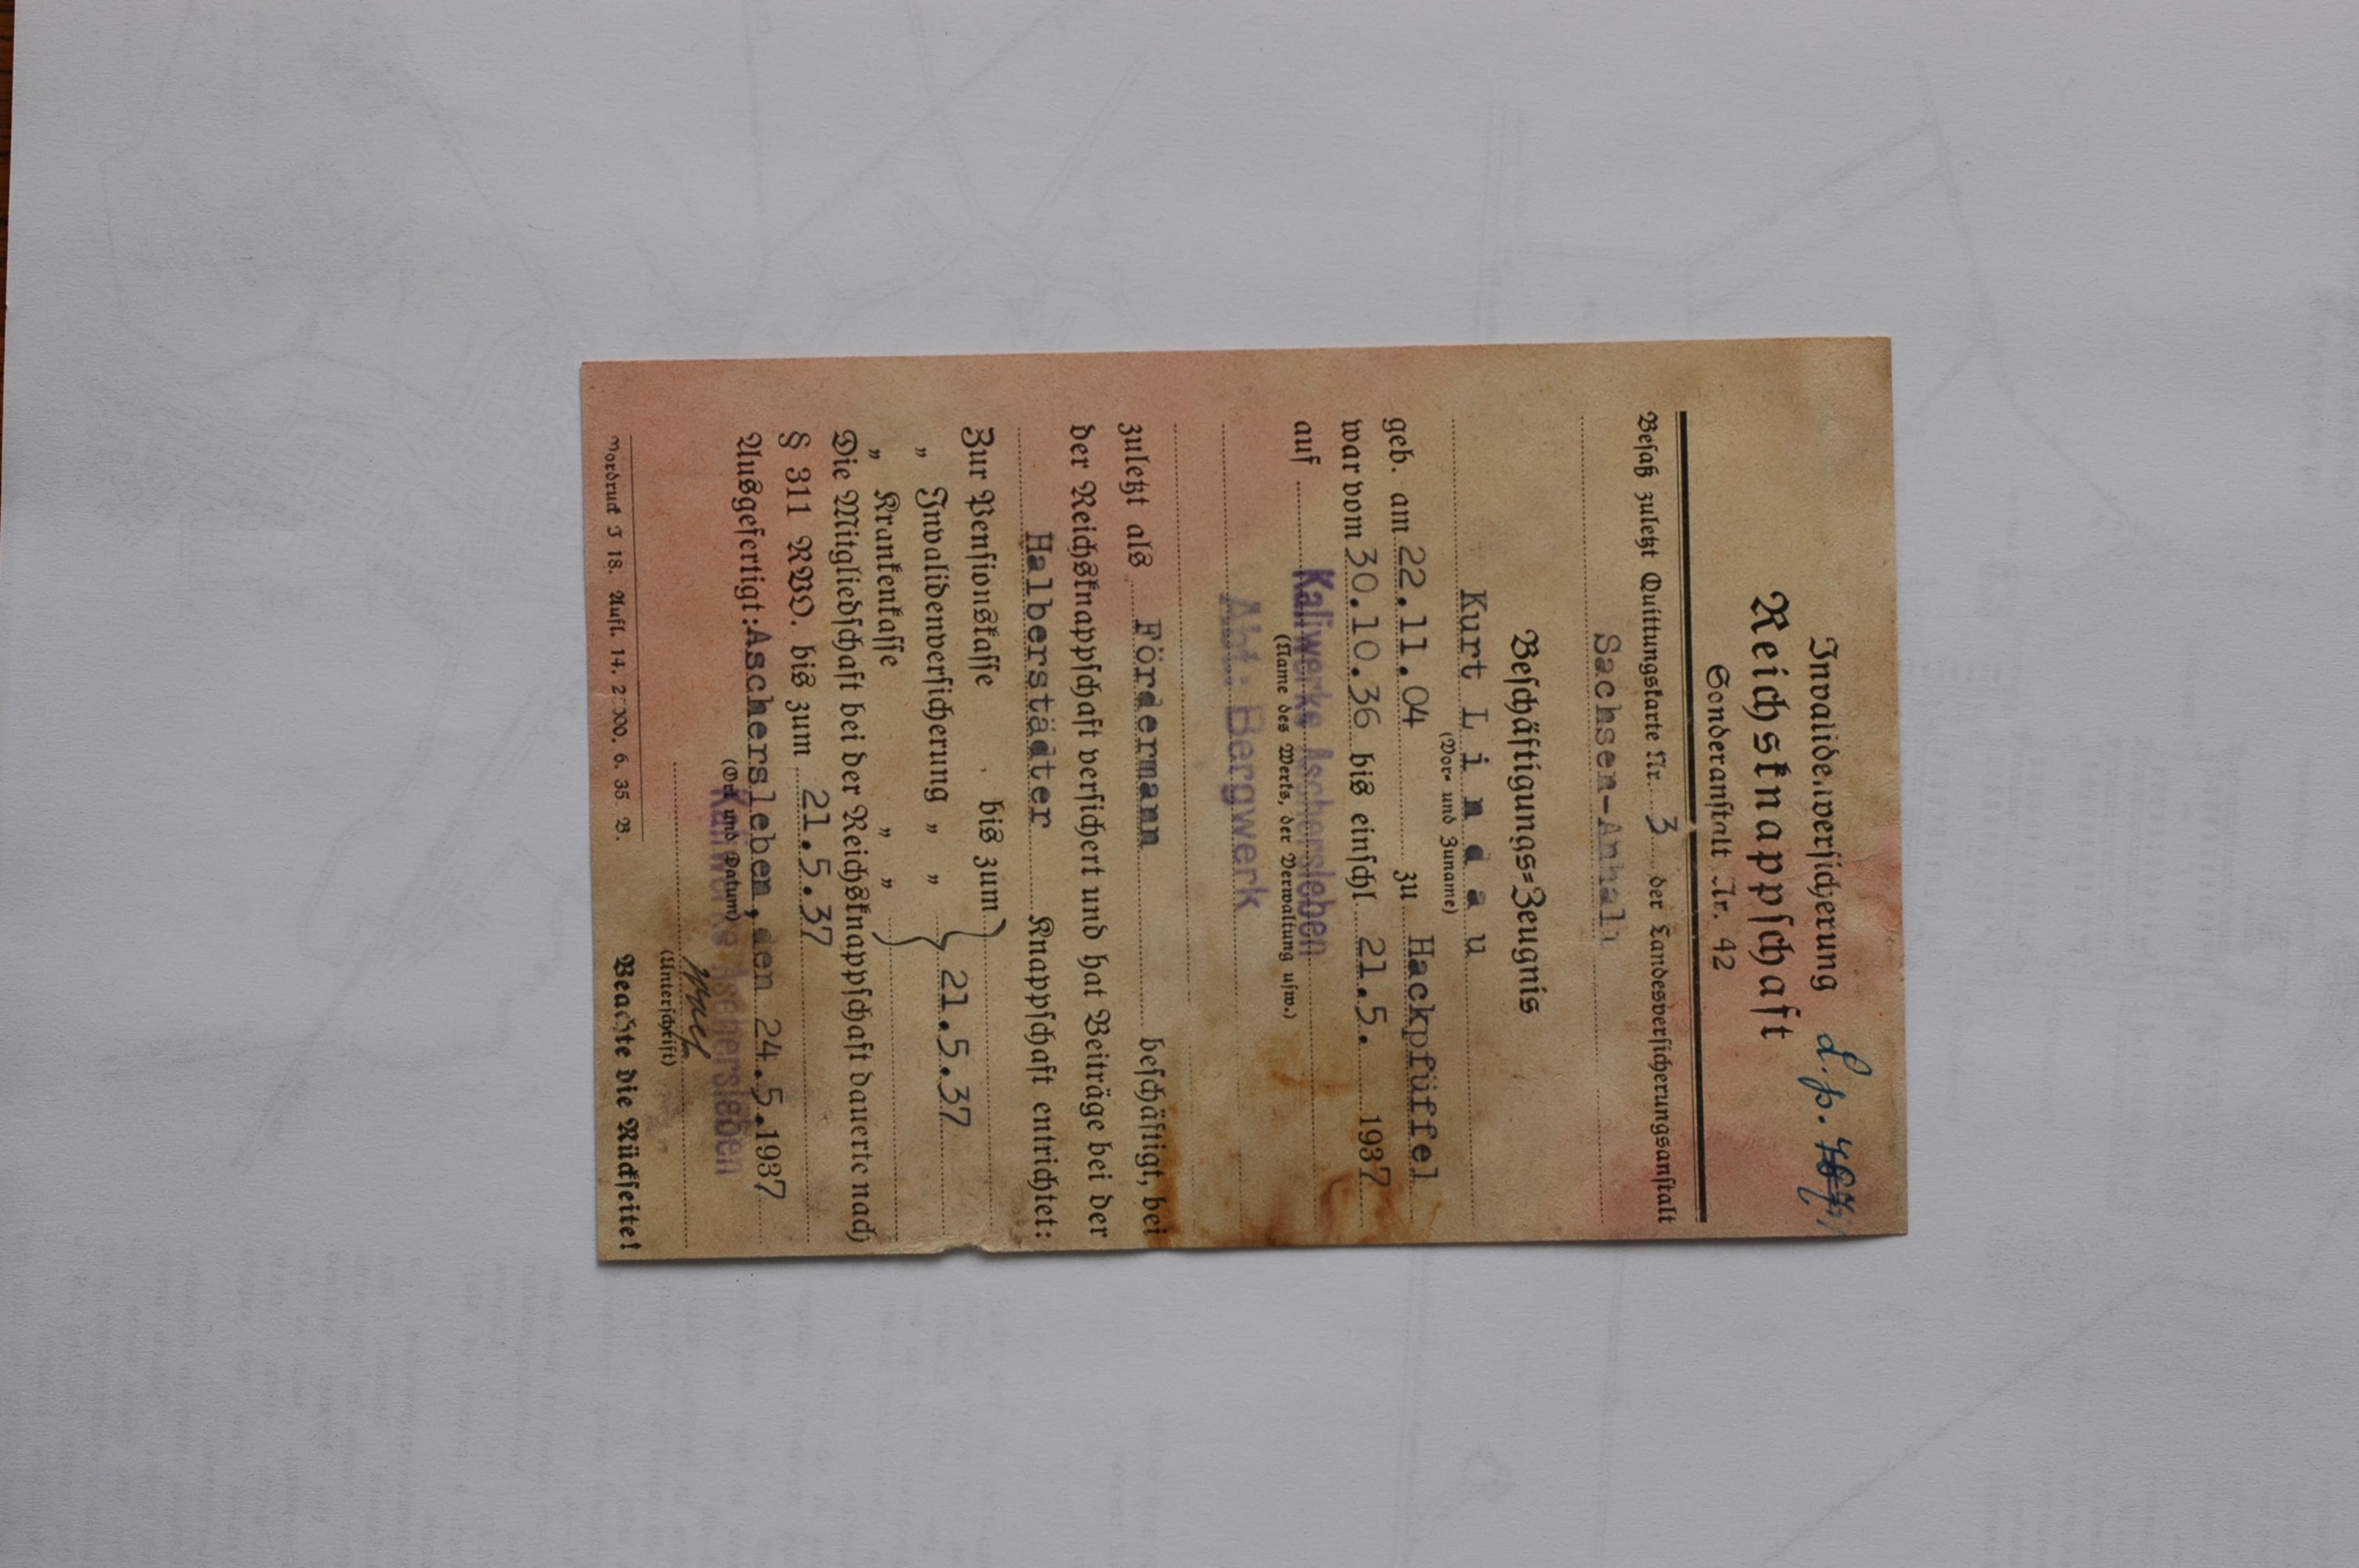 Invalidenversicherung
Reichsknappschaft
Sonderanstalt Nr. 42
Besaß zuletzt Quittungskarte Nr. 3 der Landesversicherungsanstalt
Sachsen-Anhalt
Beschäftigungs=Zeugnis
Kurt Lindau
(Vor- und Zuname)
geb. am 22.11.04 zu Hackpfüffel
war vom 30.10.36 bis einschl. 21.5. 1937
auf Kaliwerke Aschersleben
(Name des Werks, der Verwaltung usw.)
Abt. Bergwerk
zuletzt als Fördermann beschäftigt, bei
der Reichsknappschaft versichert und hat Beiträge bei der
Halberstädter Knappschaft entrichtet:
Zur Pensionskasse bis zum
" Invalidenversicherung " " 21.5.37
" Krankenkasse " "
Die Mitgliedschaft bei der Reichsknappschaft dauerte nach
§ 311 RVO. bis zum 21.5.37
Ausgefertigt: Aschersleben, den 24.5.1937
(Ort und Datum)
Kaliwerke Aschersleben
(Unterschrift)
Vordruck I 18. Aufl. 14. 6. 35. B.
Beachte die Rückseite!